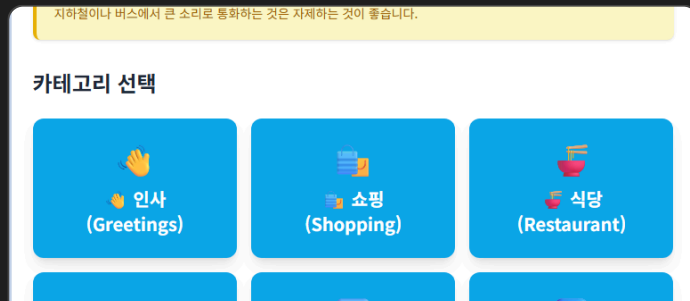 지하철이나 버스에서 큰 소리로 통화하는 것은 자제하는 것이 좋습니다.
카테고리 선택
👋 인사
(Greetings)
🛍️ 쇼핑
(Shopping)
🍜 식당
(Restaurant)